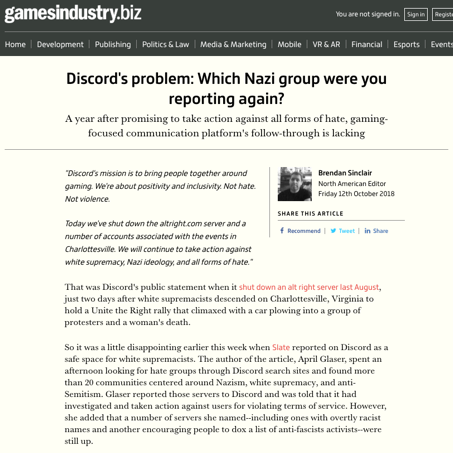 gamesindustry.biz
You are not signed in. Sign in Registe
Home Development Publishing Politics & Law Media & Marketing Mobile VR & AR Financial Esports Events
Discord's problem: Which Nazi group were you
reporting again?
A year after promising to take action against all forms of hate, gaming-
focused communication platform's follow-through is lacking
"Discord's mission is to bring people together around
gaming. We're about positivity and inclusivity. Not hate.
Not violence.
Today we've shut down the altright.com server and a
number of accounts associated with the events in
Charlottesville. We will continue to take action against
white supremacy, Nazi ideology, and all forms of hate."
Brendan Sinclair
North American Editor
Friday 12th October 2018
SHARE THIS ARTICLE
Recommend Tweet Share
That was Discord's public statement when it shut down an alt right server last August,
just two days after white supremacists descended on Charlottesville, Virginia to
hold a Unite the Right rally that climaxed with a car plowing into a group of
protesters and a woman's death.
So it was a little disappointing earlier this week when Slate reported on Discord as a
safe space for white supremacists. The author of the article, April Glaser, spent an
afternoon looking for hate groups through Discord search sites and found more
than 20 communities centered around Nazism, white supremacy, and anti-
Semitism. Glaser reported those servers to Discord and was told that it had
investigated and taken action against users for violating terms of service. However,
she added that a number of servers she named--including ones with overtly racist
names and another encouraging people to dox a list of anti-fascists activists--were
still up.